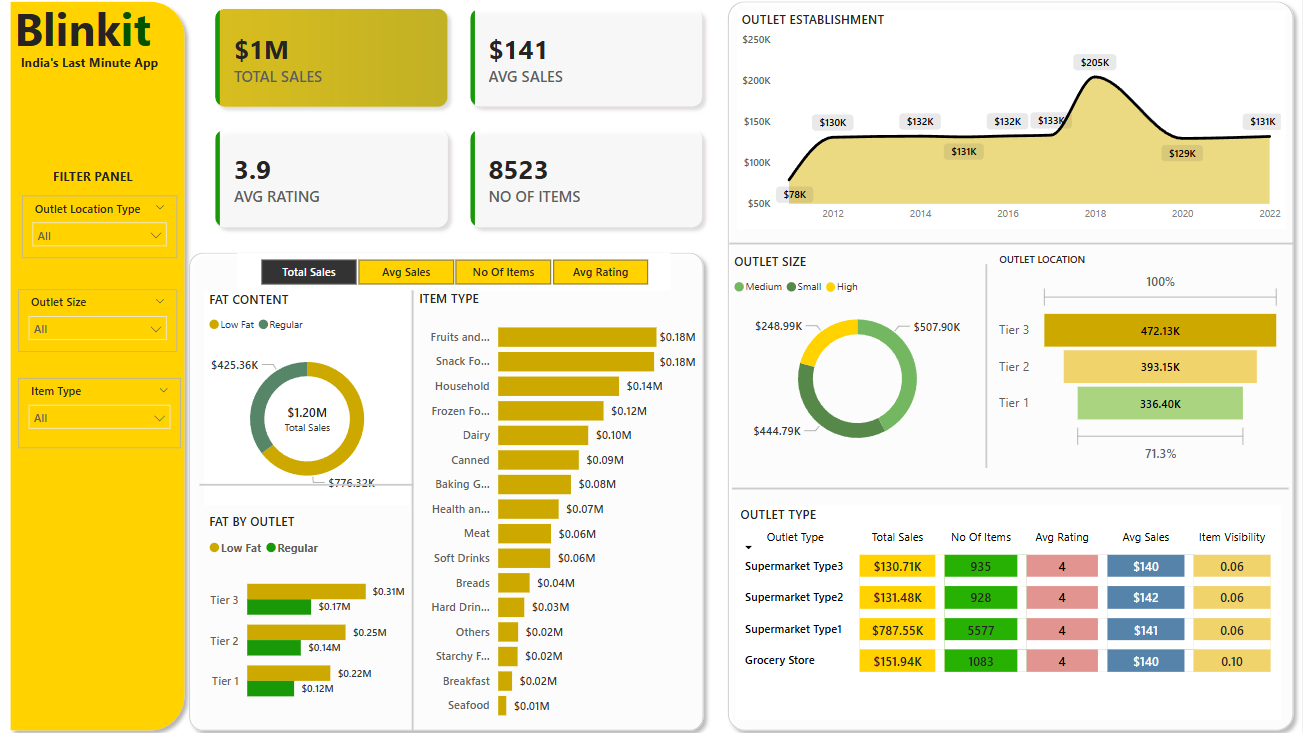 Blinkit
India's Last Minute App
FILTER PANEL
Outlet Location Type
All
Outlet Size
All
Item Type
All
$1M
TOTAL SALES
$141
AVG SALES
3.9
AVG RATING
8523
NO OF ITEMS
Total Sales
Avg Sales
No Of Items
Avg Rating
FAT CONTENT
Low Fat
Regular
$425.36K
$1.20M
Total Sales
$776.32K
FAT BY OUTLET
Low Fat
Regular
Tier 3
$0.31M
$0.17M
Tier 2
$0.25M
$0.14M
Tier 1
$0.22M
$0.12M
ITEM TYPE
Fruits and... $0.18M
Snack Fo... $0.18M
Household $0.14M
Frozen Fo... $0.12M
Dairy $0.10M
Canned $0.09M
Baking G... $0.08M
Health an... $0.07M
Meat $0.06M
Soft Drinks $0.06M
Breads $0.04M
Hard Drin... $0.03M
Others $0.02M
Starchy F... $0.02M
Breakfast $0.02M
Seafood $0.01M
OUTLET ESTABLISHMENT
$250K
$200K
$150K
$100K
$50K
$78K
$130K
$132K
$131K
$132K
$133K
$205K
$129K
$131K
2012
2014
2016
2018
2020
2022
OUTLET SIZE
Medium
Small
High
$248.99K
$507.90K
$444.79K
OUTLET LOCATION
100%
Tier 3 472.13K
Tier 2 393.15K
Tier 1 336.40K
71.3%
OUTLET TYPE
Outlet Type Total Sales No Of Items Avg Rating Avg Sales Item Visibility
Supermarket Type3 $130.71K 935 4 $140 0.06
Supermarket Type2 $131.48K 928 4 $142 0.06
Supermarket Type1 $787.55K 5577 4 $141 0.06
Grocery Store $151.94K 1083 4 $140 0.10